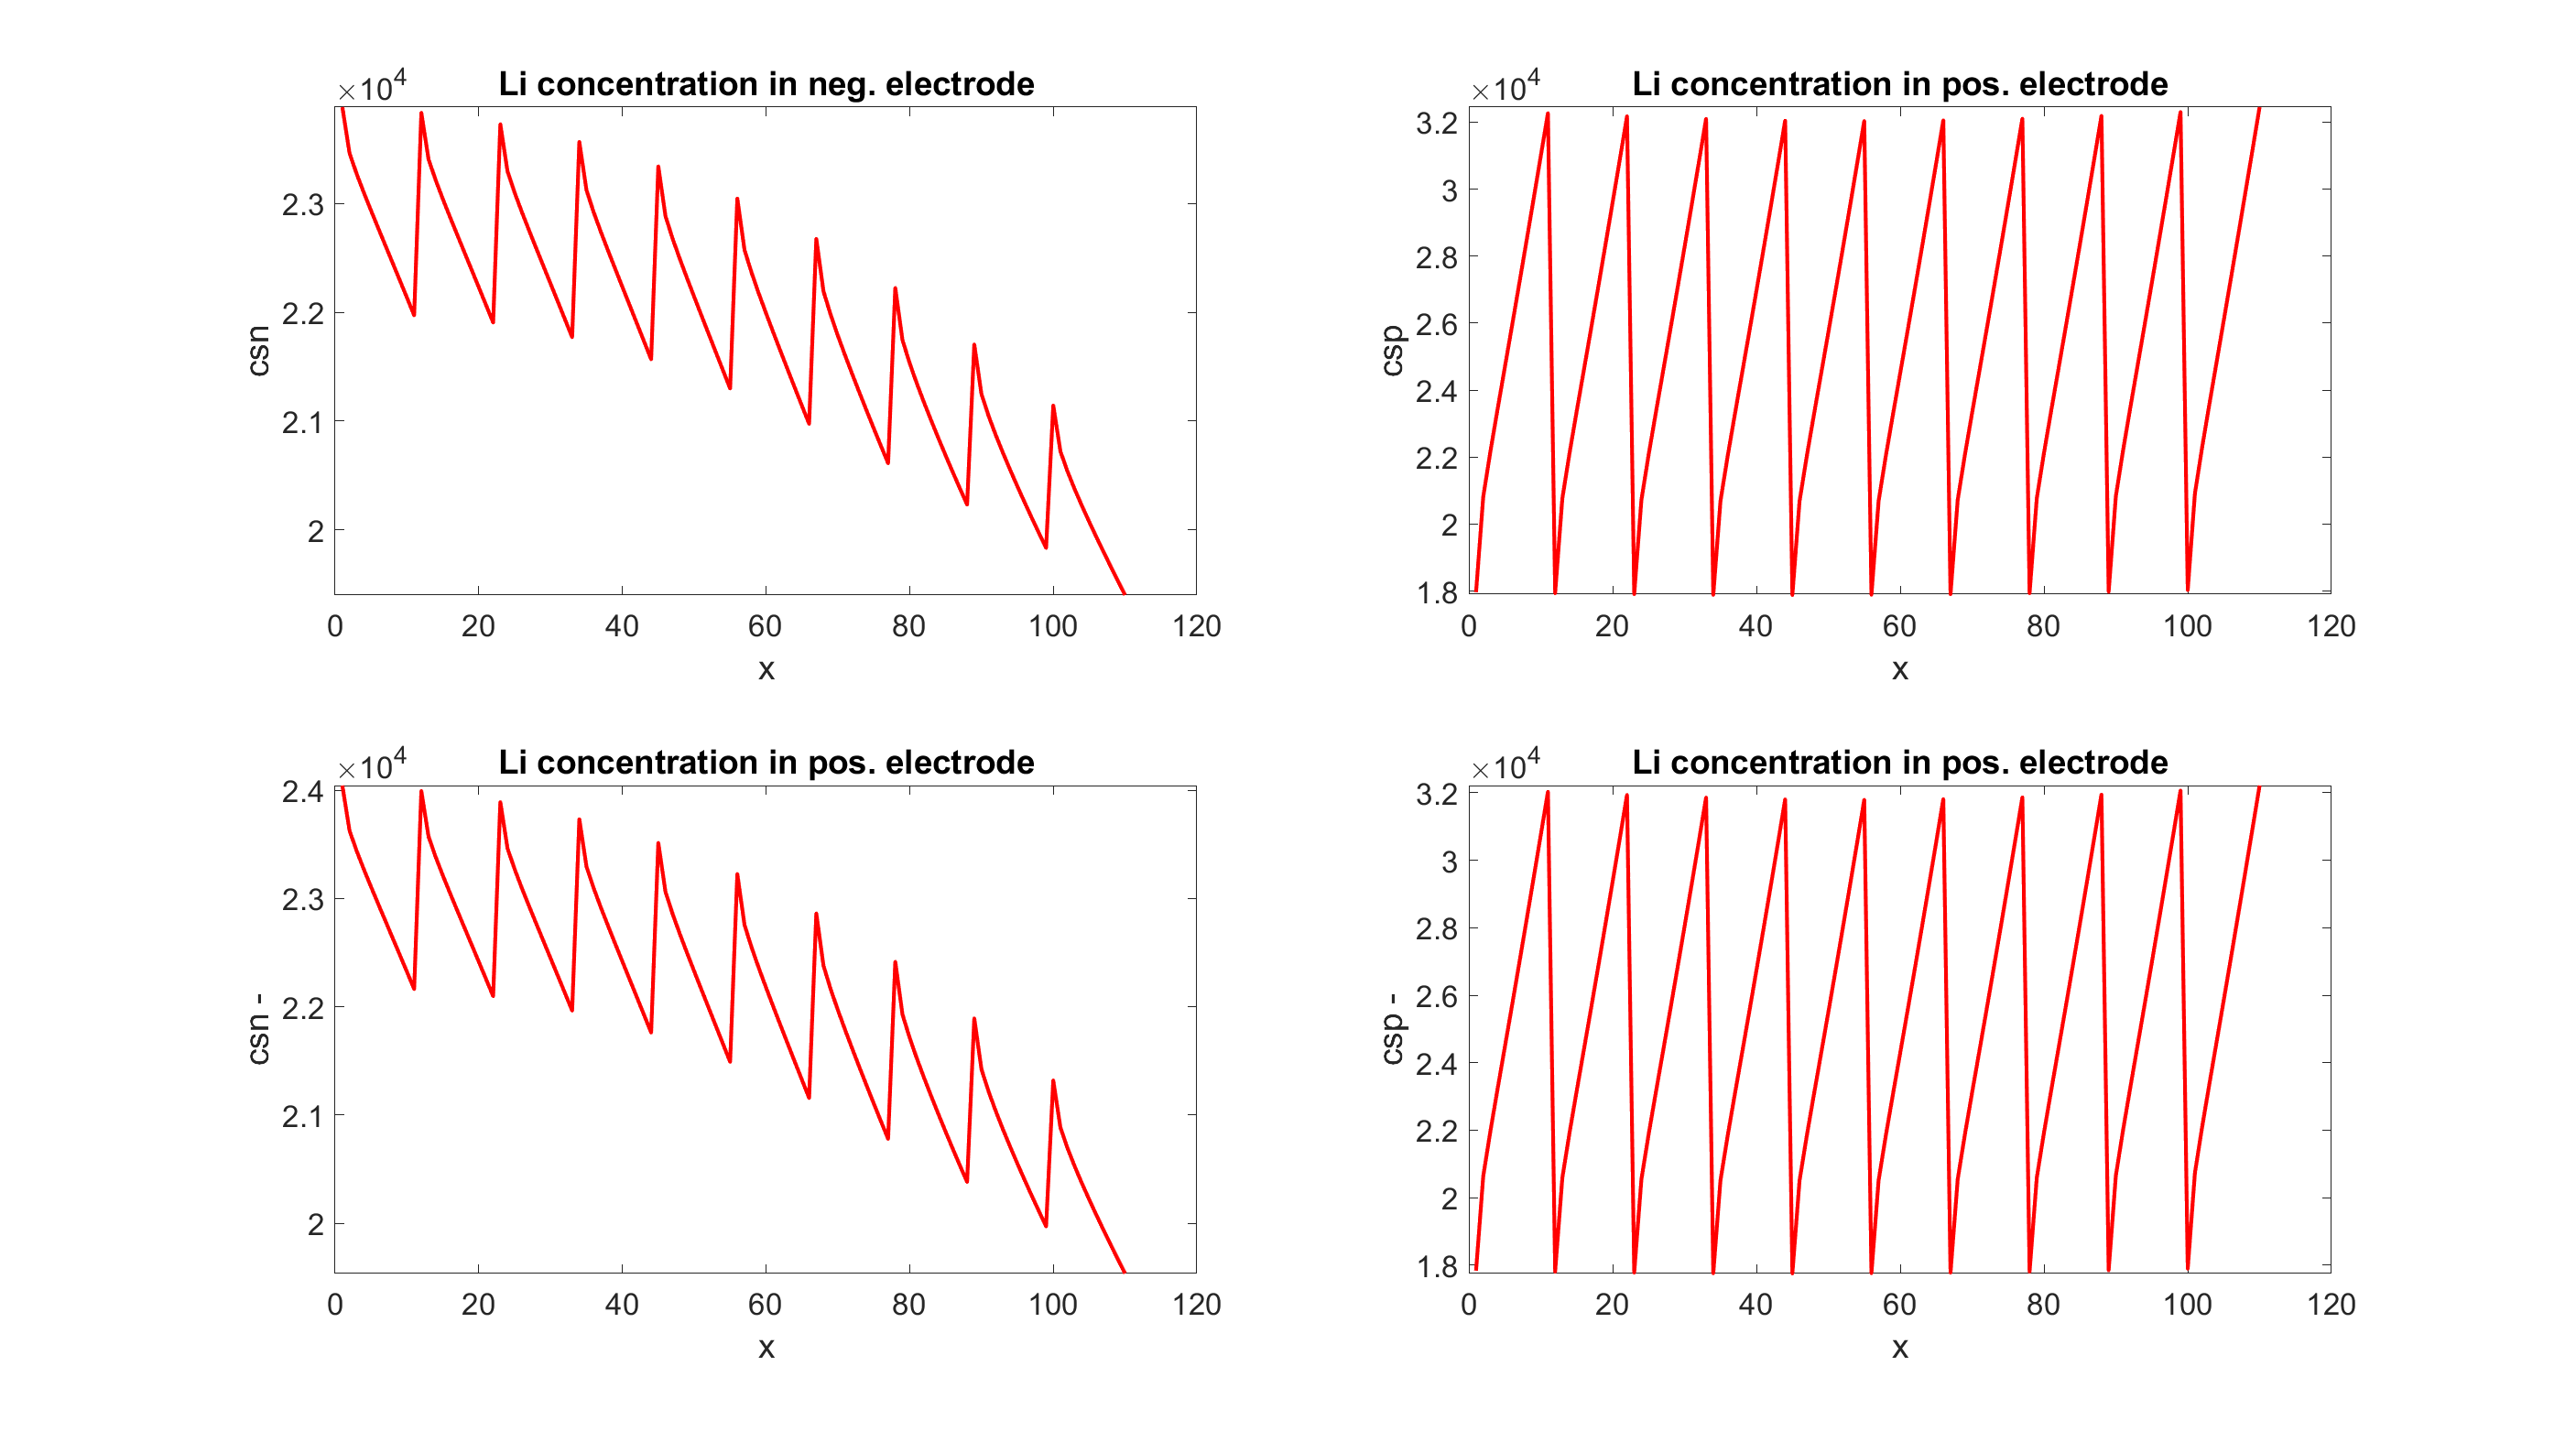 ×10^4
Li concentration in neg. electrode
csn
2.3
2.2
2.1
2
0 20 40 60 80 100 120
x
×10^4
Li concentration in pos. electrode
csp
3.2
3
2.8
2.6
2.4
2.2
2
1.8
0 20 40 60 80 100 120
x
×10^4
Li concentration in pos. electrode
csn -
2.4
2.3
2.2
2.1
2
0 20 40 60 80 100 120
x
×10^4
Li concentration in pos. electrode
csp -
3.2
3
2.8
2.6
2.4
2.2
2
1.8
0 20 40 60 80 100 120
x